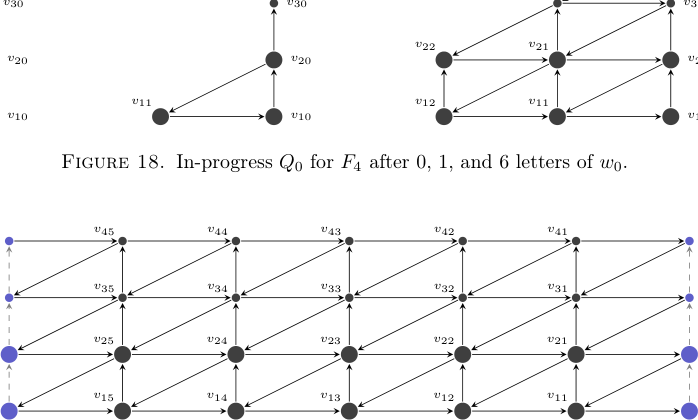 v30 v30
v20 v20 v22 v21
v11
v10 v10 v12 v11
FIGURE 18. In-progress Q0 for F4 after 0, 1, and 6 letters of w0.
v45 v44 v43 v42 v41
v35 v34 v33 v32 v31
v25 v24 v23 v22 v21
v15 v14 v13 v12 v11